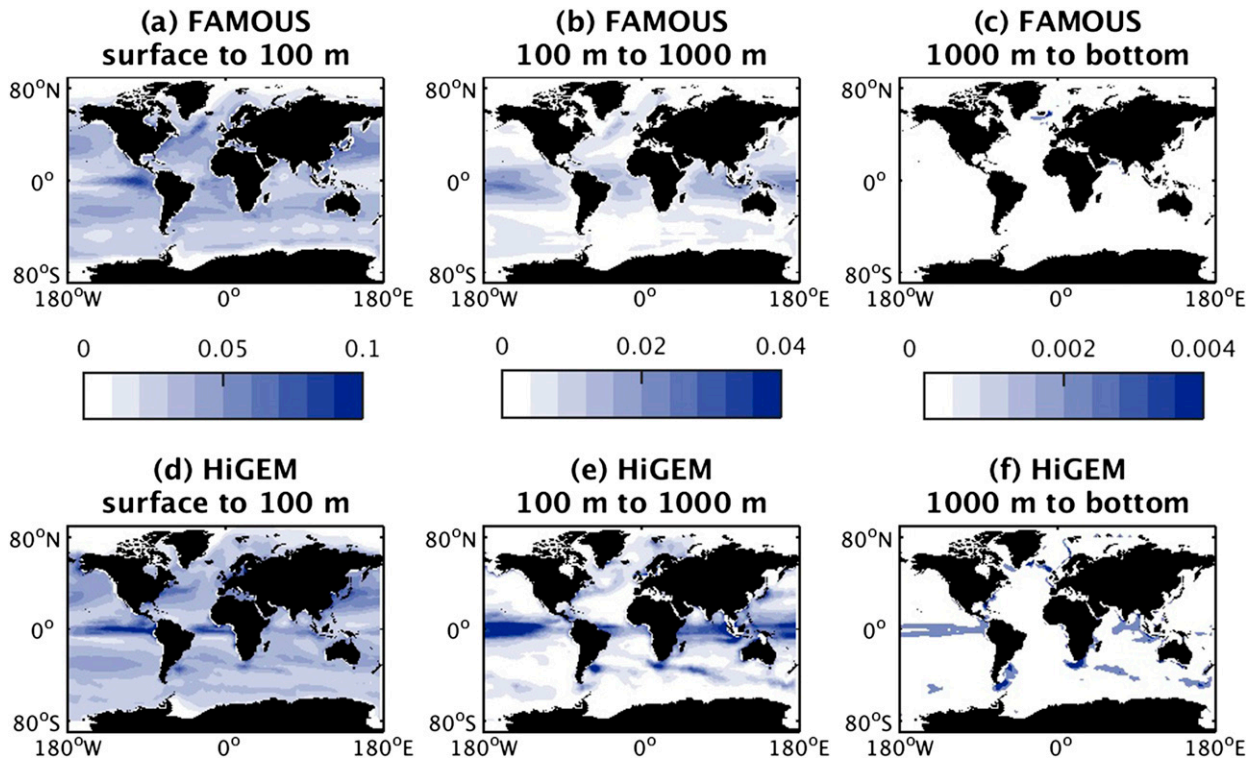 (a) FAMOUS
surface to 100 m
(b) FAMOUS
100 m to 1000 m
(c) FAMOUS
1000 m to bottom
80°N
0°
80°S
180°W 0° 180°E
80°N
0°
80°S
180°W 0° 180°E
80°N
0°
80°S
180°W 0° 180°E
0 0.05 0.1
0 0.02 0.04
0 0.002 0.004
(d) HiGEM
surface to 100 m
(e) HiGEM
100 m to 1000 m
(f) HiGEM
1000 m to bottom
80°N
0°
80°S
180°W 0° 180°E
80°N
0°
80°S
180°W 0° 180°E
80°N
0°
80°S
180°W 0° 180°E